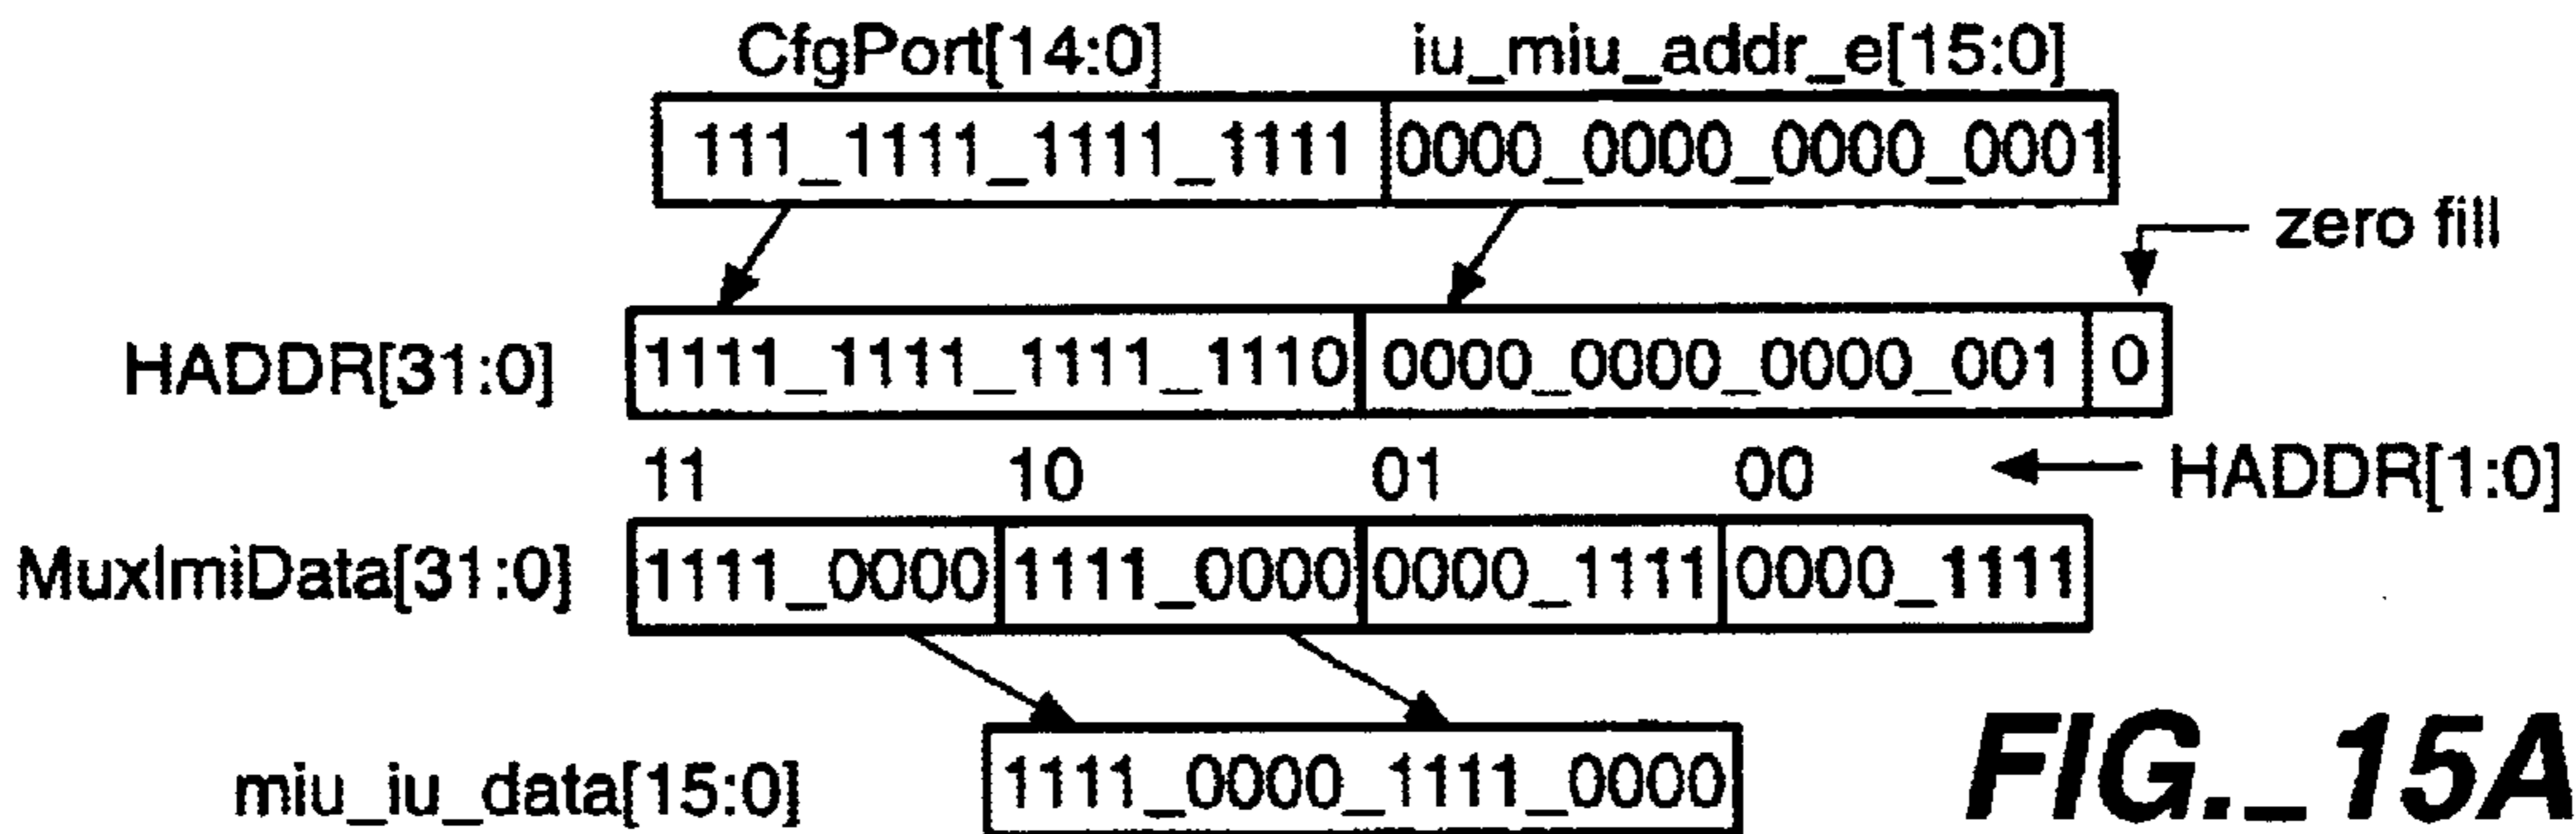 CfgPort[14:0] iu_miu_addr_e[15:0]
111_1111_1111_1111 0000_0000_0000_0001
zero fill
HADDR[31:0] 1111_1111_1111_1110 0000_0000_0000_001 0
11 10 01 00 HADDR[1:0]
MuxImiData[31:0] 1111_0000 1111_0000 0000_1111 0000_1111
miu_iu_data[15:0] 1111_0000_1111_0000
FIG._15A